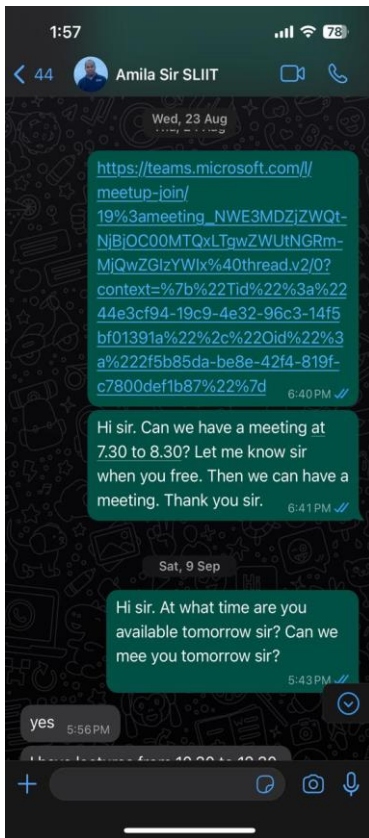 1:57
78
44
Amila Sir SLIIT
Wed, 23 Aug
https://teams.microsoft.com/l/
meetup-join/
19%3ameeting_NWE3MDZjZWQt-
NjBjOC00MTQxLTgwZWUtNGRm-
MjQwZGIzYWIx%40thread.v2/0?
context=%7b%22Tid%22%3a%22
44e3cf94-19c9-4e32-96c3-14f5
bf01391a%22%2c%22Oid%22%3
a%222f5b85da-be8e-42f4-819f-
c7800def1b87%22%7d
6:40 PM
Hi sir. Can we have a meeting at
7.30 to 8.30? Let me know sir
when you free. Then we can have a
meeting. Thank you sir.
6:41 PM
Sat, 9 Sep
Hi sir. At what time are you
available tomorrow sir? Can we
mee you tomorrow sir?
5:43 PM
yes
5:56 PM
I have lectures from